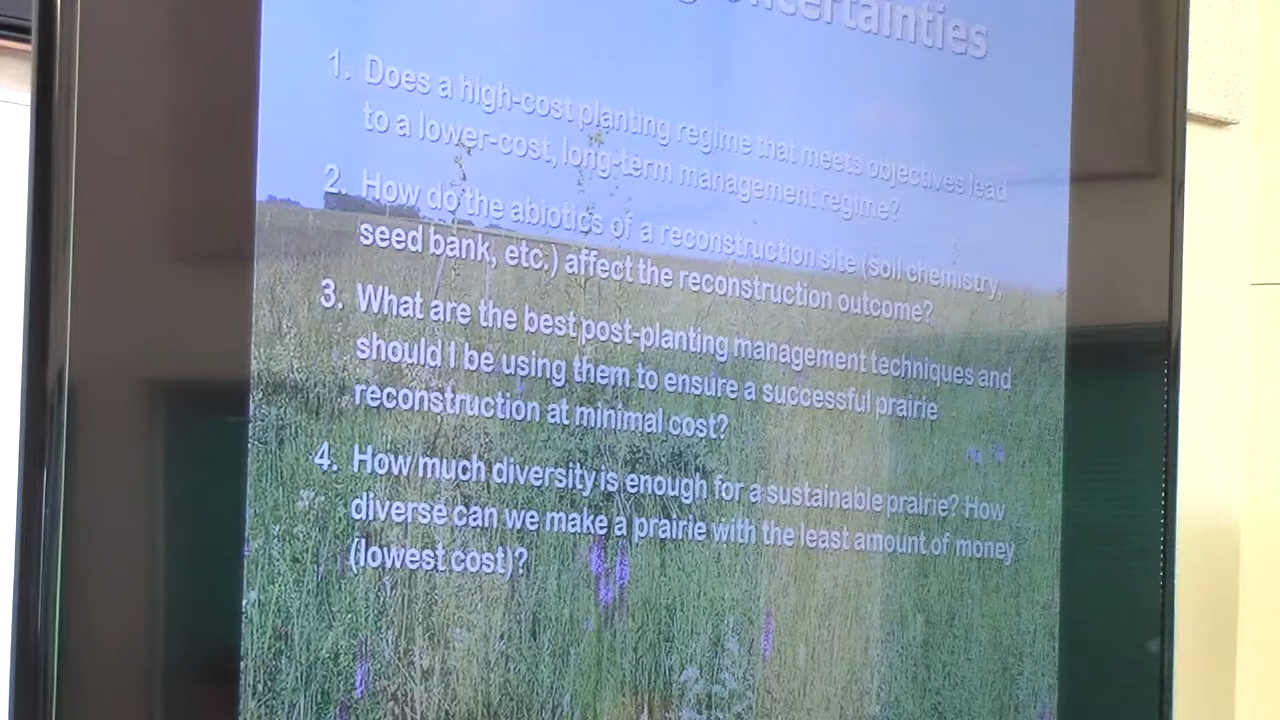 Uncertainties
1. Does a high-cost planting regime that meets objectives lead
to a lower-cost, long-term management regime?
2. How do the abiotics of a reconstruction site (soil chemistry,
seed bank, etc.) affect the reconstruction outcome?
3. What are the best post-planting management techniques and
should I be using them to ensure a successful prairie
reconstruction at minimal cost?
4. How much diversity is enough for a sustainable prairie? How
diverse can we make a prairie with the least amount of money
(lowest cost)?